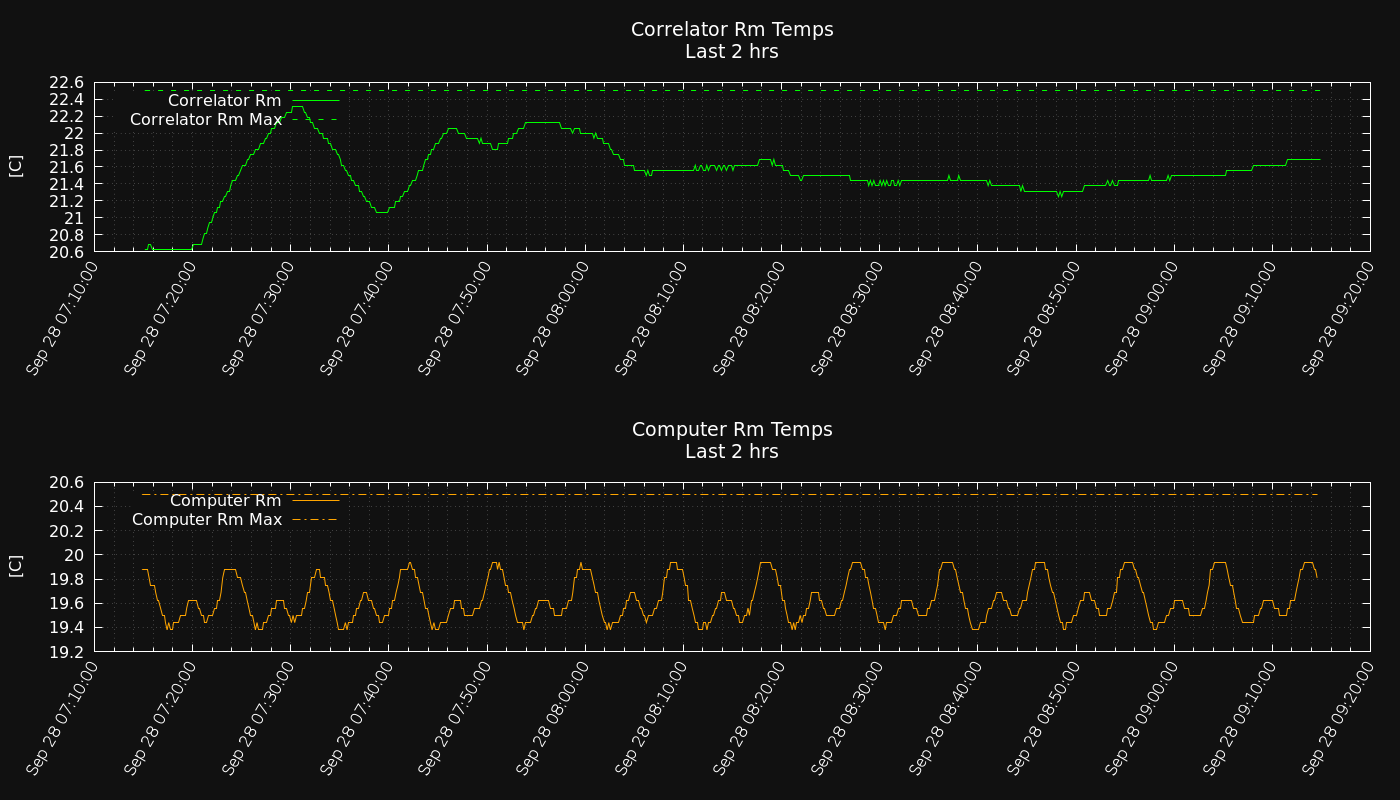 Correlator Rm Temps
Last 2 hrs
[C]
22.6
22.4
22.2
22
21.8
21.6
21.4
21.2
21
20.8
20.6
Correlator Rm
Correlator Rm Max
Sep 28 07:10:00
Sep 28 07:20:00
Sep 28 07:30:00
Sep 28 07:40:00
Sep 28 07:50:00
Sep 28 08:00:00
Sep 28 08:10:00
Sep 28 08:20:00
Sep 28 08:30:00
Sep 28 08:40:00
Sep 28 08:50:00
Sep 28 09:00:00
Sep 28 09:10:00
Sep 28 09:20:00
Computer Rm Temps
Last 2 hrs
[C]
20.6
20.4
20.2
20
19.8
19.6
19.4
19.2
Computer Rm
Computer Rm Max
Sep 28 07:10:00
Sep 28 07:20:00
Sep 28 07:30:00
Sep 28 07:40:00
Sep 28 07:50:00
Sep 28 08:00:00
Sep 28 08:10:00
Sep 28 08:20:00
Sep 28 08:30:00
Sep 28 08:40:00
Sep 28 08:50:00
Sep 28 09:00:00
Sep 28 09:10:00
Sep 28 09:20:00